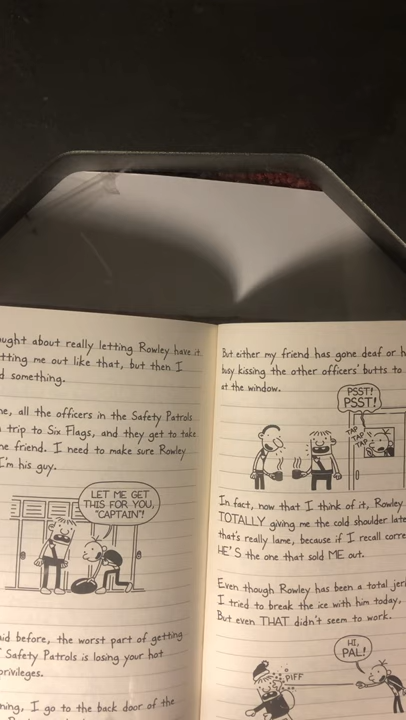 ught about really letting Rowley have it
tting me out like that, but then I
d something.
e, all the officers in the Safety Patrols
trip to Six Flags, and they get to take
ne friend. I need to make sure Rowley
I'm his guy.
LET ME GET
THIS FOR YOU,
"CAPTAIN"!
id before, the worst part of getting
Safety Patrols is losing your hot
privileges.
ning, I go to the back door of the
But either my friend has gone deaf or h
busy kissing the other officers' butts to
at the window.
PSST!
PSST!
TAP
TAP
TAP
In fact, now that I think of it, Rowley
TOTALLY giving me the cold shoulder late
that's really lame, because if I recall corre
HE'S the one that sold ME out.
Even though Rowley has been a total jer
I tried to break the ice with him today,
But even THAT didn't seem to work.
HI,
PAL!
PIFF